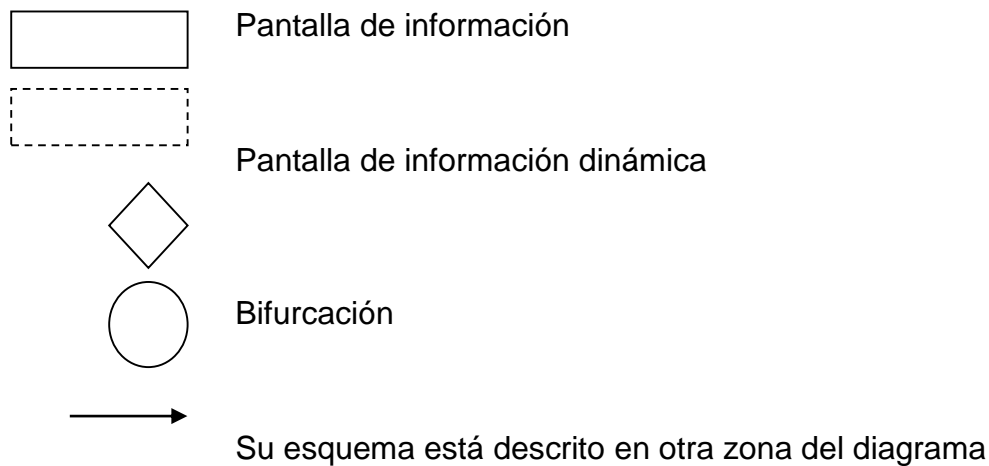 Pantalla de información
Pantalla de información dinámica
Bifurcación
Su esquema está descrito en otra zona del diagrama